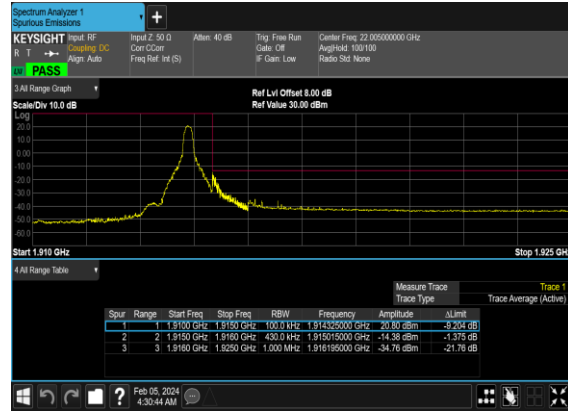 Spectrum Analyzer 1
Spurious Emissions
KEYSIGHT Input: RF Input Z: 50 Ω Atten: 40 dB Trig: Free Run Center Freq: 22.005000000 GHz
R T Coupling: DC Corr CCorr Gate: Off Avg|Hold: 100/100
Align: Auto Freq Ref: Int (S) IF Gain: Low Radio Std: None
PASS
3 All Range Graph
Ref Lvl Offset 8.00 dB
Scale/Div 10.0 dB Ref Value 30.00 dBm
Log
20.0
10.0
0.00
-10.0
-20.0
-30.0
-40.0
-50.0
-60.0
Start 1.910 GHz Stop 1.925 GHz
4 All Range Table
Measure Trace Trace 1
Trace Type Trace Average (Active)
Spur Range Start Freq Stop Freq RBW Frequency Amplitude ΔLimit
1 1 1.9100 GHz 1.9150 GHz 100.0 kHz 1.914325000 GHz 20.80 dBm -9.204 dB
2 2 1.9150 GHz 1.9160 GHz 430.0 kHz 1.915015000 GHz -14.38 dBm -1.375 dB
3 3 1.9160 GHz 1.9250 GHz 1.000 MHz 1.916195000 GHz -34.76 dBm -21.76 dB
? Feb 05, 2024
4:30:44 AM